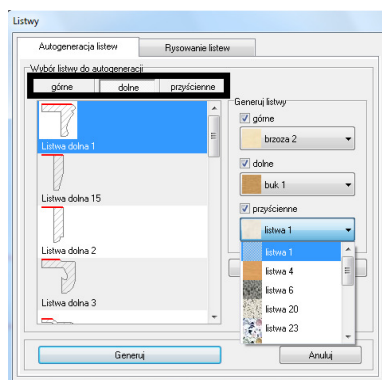 Listwy
Autogeneracja listew
Rysowanie listew
Wybór listwy do autogeneracji
górne
dolne
przyścienne
Listwa dolna 1
Listwa dolna 15
Listwa dolna 2
Listwa dolna 3
Generuj listwy
górne
brzoza 2
dolne
buk 1
przyścienne
listwa 1
listwa 1
listwa 4
listwa 6
listwa 20
listwa 23
Generuj
Anuluj